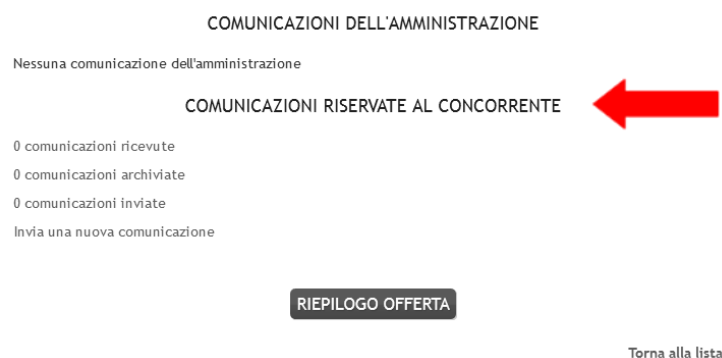 COMUNICAZIONI DELL'AMMINISTRAZIONE
Nessuna comunicazione dell'amministrazione
COMUNICAZIONI RISERVATE AL CONCORRENTE
0 comunicazioni ricevute
0 comunicazioni archiviate
0 comunicazioni inviate
Invia una nuova comunicazione
RIEPILOGO OFFERTA
Torna alla lista